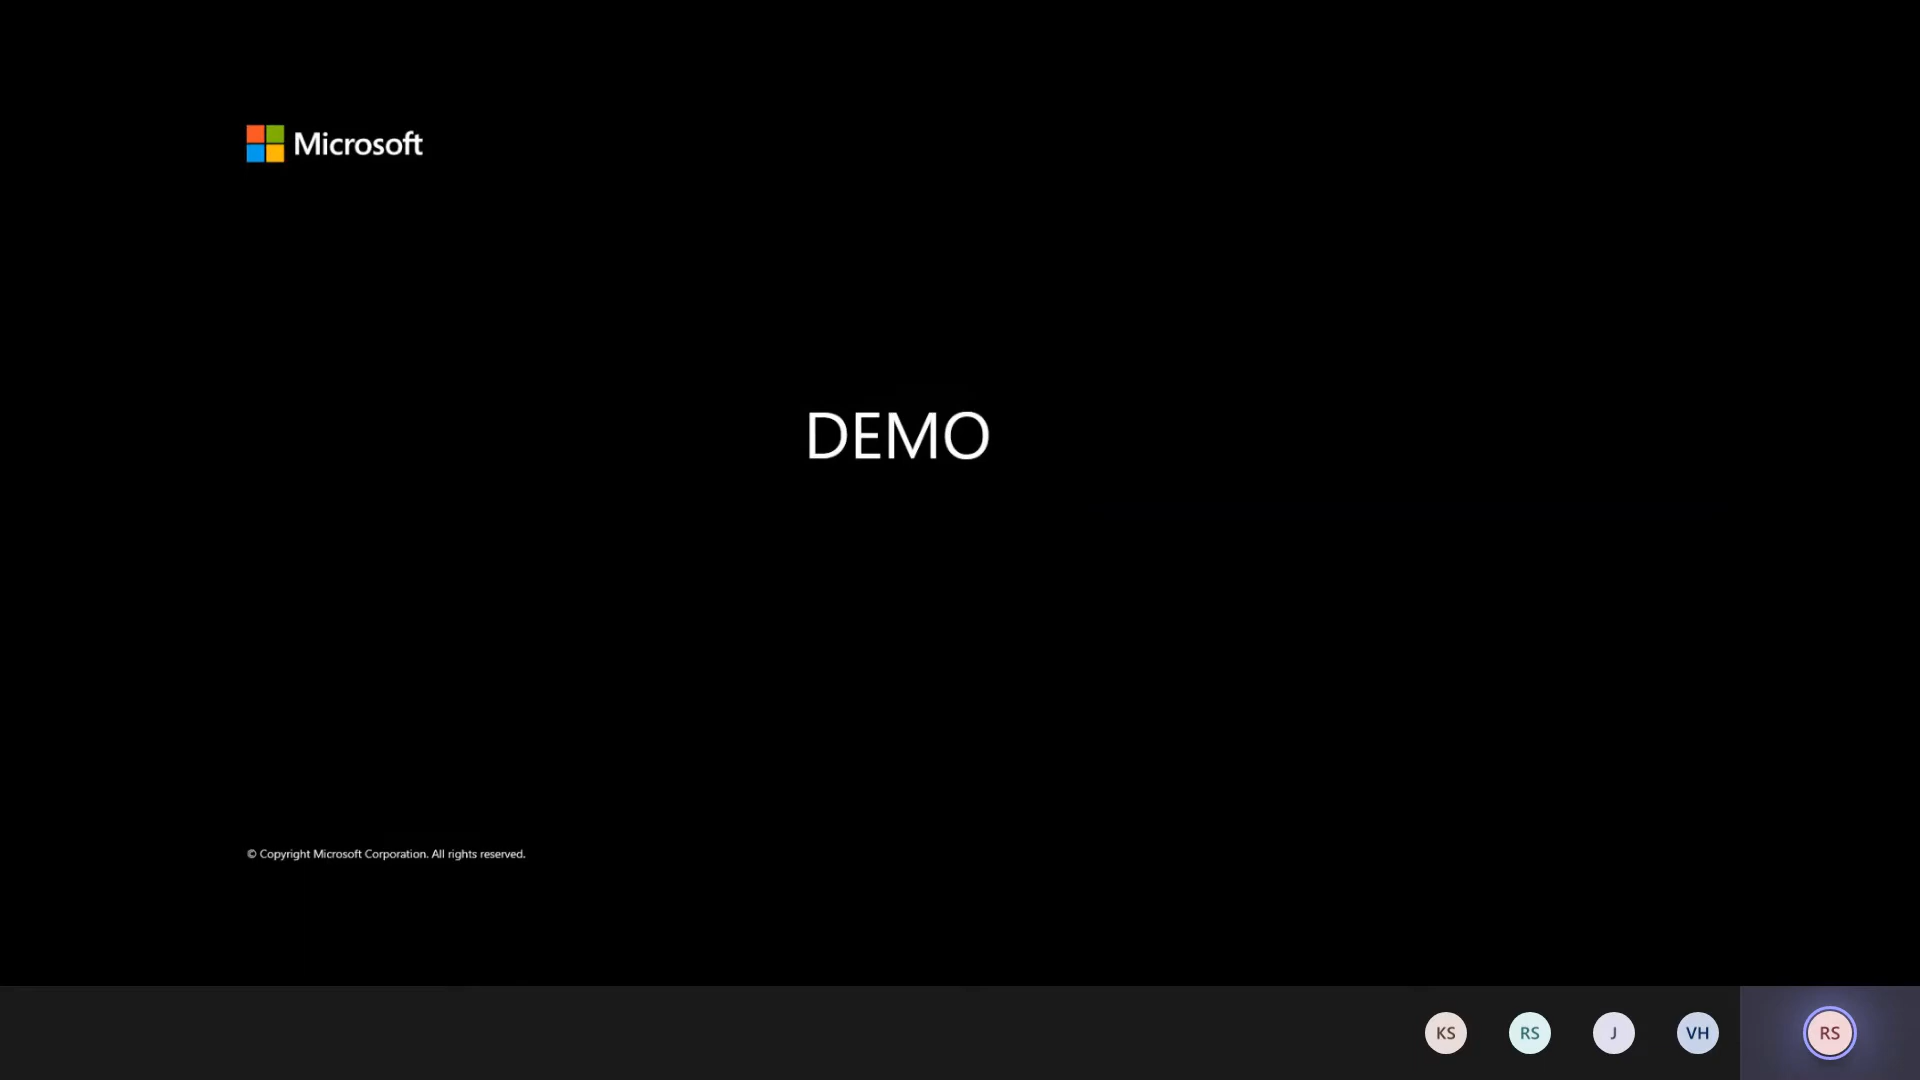 Microsoft
DEMO
© Copyright Microsoft Corporation. All rights reserved.
KS
RS
J
VH
RS